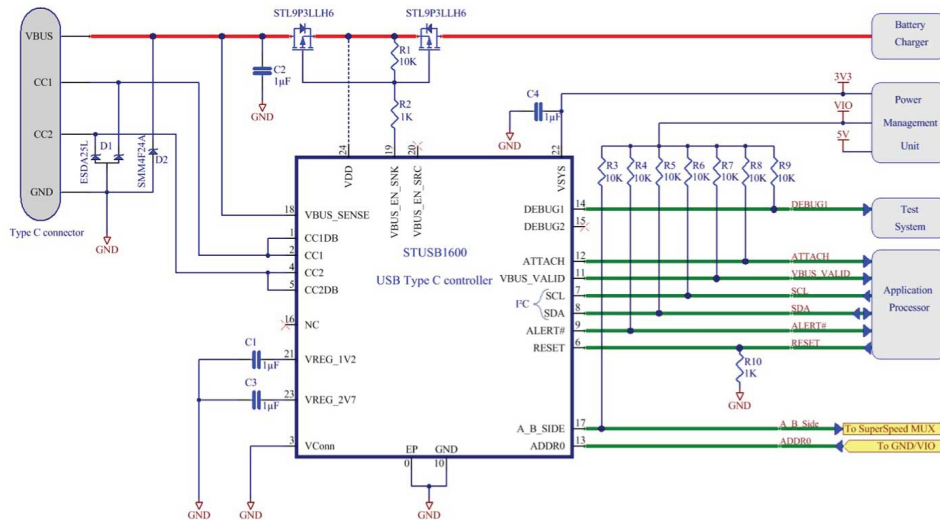 STL9P3LLH6
STL9P3LLH6
VBUS
Battery
Charger
R1
10K
C2
1µF
GND
CC1
3V3
C4
1µF
GND
Power
R2
1K
VIO
Management
CC2
5V
Unit
ESDA25L
D1
SMM4F24A
D2
24
19
20
22
VDD
VBUS_EN_SNK
VBUS_EN_SRC
VSYS
R3
10K
R4
10K
R5
10K
R6
10K
R7
10K
R8
10K
R9
10K
GND
Type C connector
GND
18
VBUS_SENSE
DEBUG1
14
DEBUG1
Test
System
1
CC1DB
DEBUG2
15
2
CC1
STUSB1600
4
CC2
USB Type C controller
5
CC2DB
ATTACH
12
ATTACH
VBUS_VALID
11
VBUS_VALID
I²C
SCL
7
SCL
SDA
8
SDA
Application
Processor
16
NC
ALERT#
9
ALERT#
RESET
6
RESET
C1
1µF
21
VREG_1V2
R10
1K
GND
C3
1µF
23
VREG_2V7
A_B_SIDE
17
A_B_Side
To SuperSpeed MUX
3
VConn
ADDR0
13
ADDR0
To GND/VIO
EP
GND
0
10
GND
GND
GND